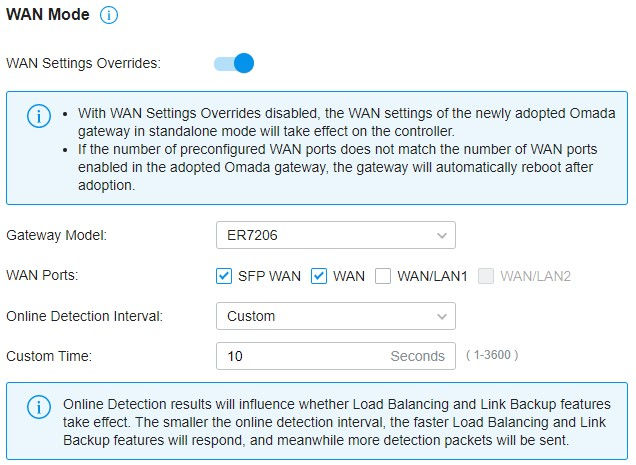 WAN Mode
WAN Settings Overrides:
• With WAN Settings Overrides disabled, the WAN settings of the newly adopted Omada
gateway in standalone mode will take effect on the controller.
• If the number of preconfigured WAN ports does not match the number of WAN ports
enabled in the adopted Omada gateway, the gateway will automatically reboot after
adoption.
Gateway Model: ER7206
WAN Ports: SFP WAN WAN WAN/LAN1 WAN/LAN2
Online Detection Interval: Custom
Custom Time: 10 Seconds ( 1-3600 )
Online Detection results will influence whether Load Balancing and Link Backup features
take effect. The smaller the online detection interval, the faster Load Balancing and Link
Backup features will respond, and meanwhile more detection packets will be sent.